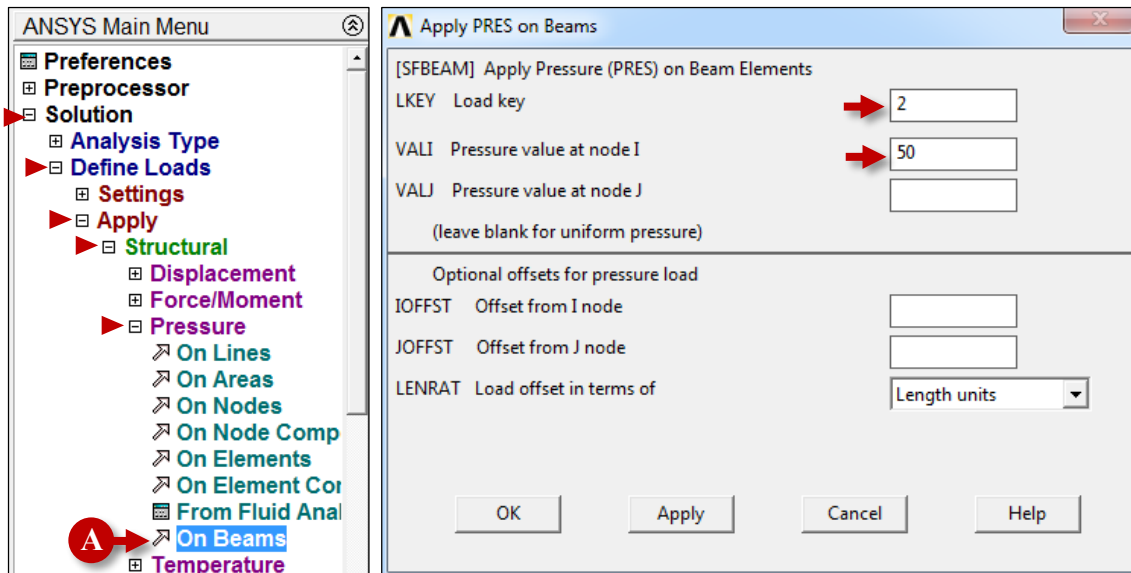 ANSYS Main Menu
Preferences
Preprocessor
Solution
Analysis Type
Define Loads
Settings
Apply
Structural
Displacement
Force/Moment
Pressure
On Lines
On Areas
On Nodes
On Node Comp
On Elements
On Element Cor
From Fluid Anal
A On Beams
Temperature
Apply PRES on Beams
[SFBEAM] Apply Pressure (PRES) on Beam Elements
LKEY Load key 2
VALI Pressure value at node I 50
VALJ Pressure value at node J
(leave blank for uniform pressure)
Optional offsets for pressure load
IOFFST Offset from I node
JOFFST Offset from J node
LENRAT Load offset in terms of Length units
OK Apply Cancel Help